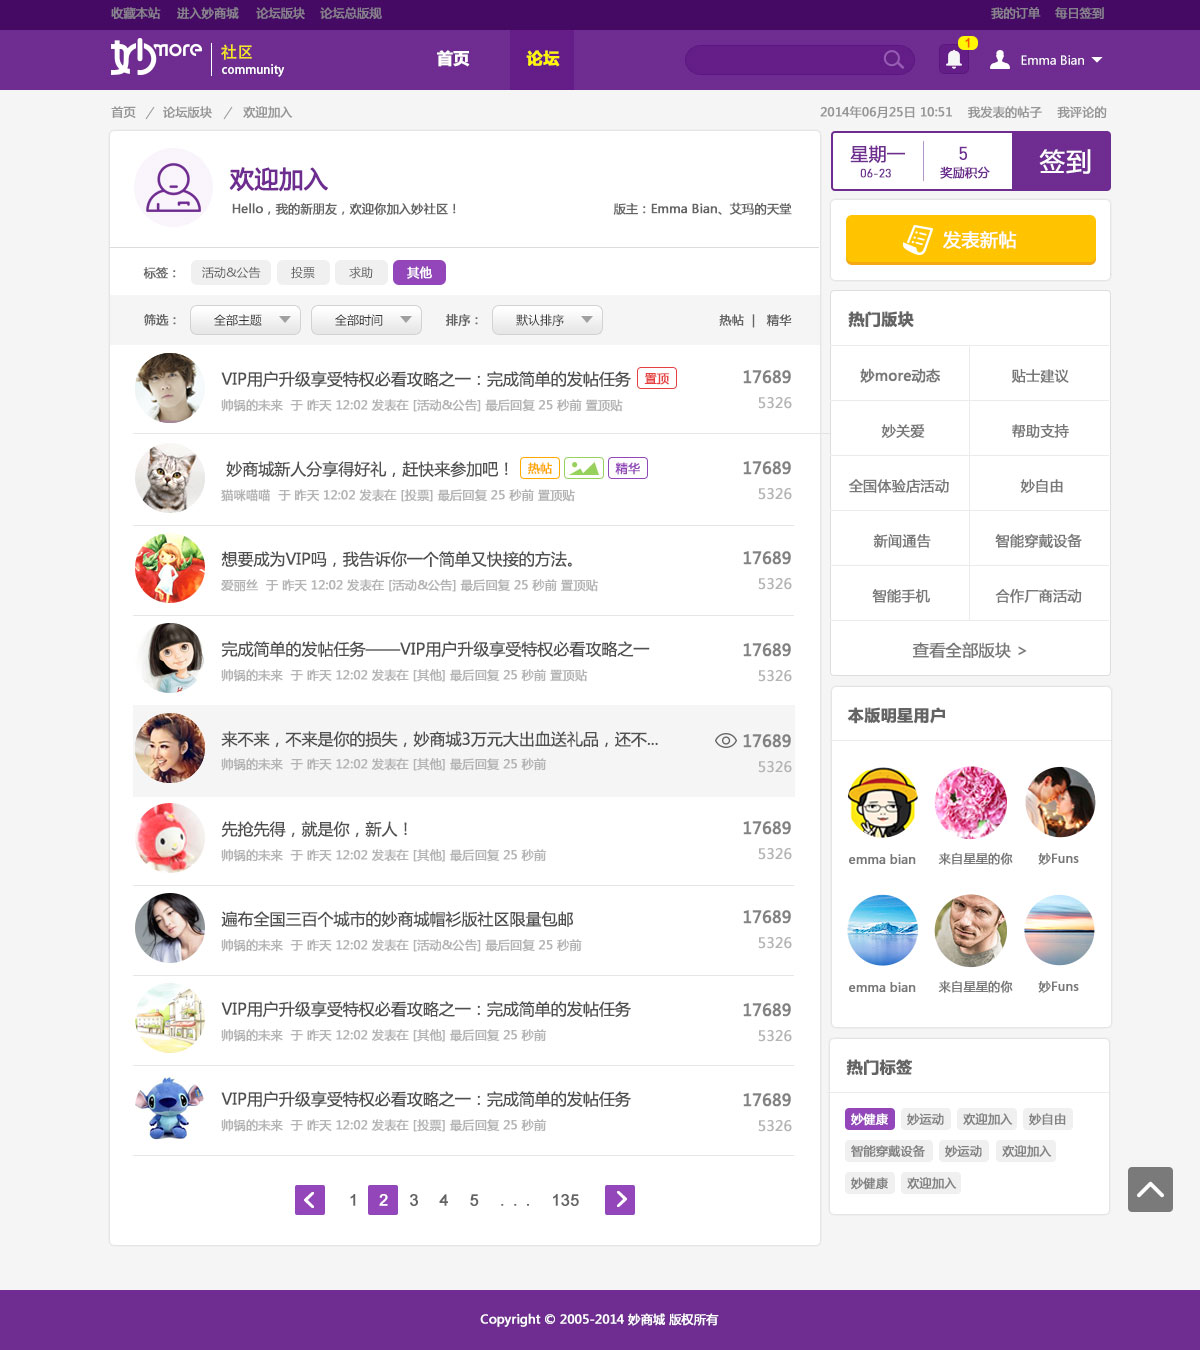 收藏本站 进入妙商城 论坛版块 论坛总版规 我的订单 每日签到
妙more 社区 community 首页 论坛 1 Emma Bian
首页 / 论坛版块 / 欢迎加入 2014年06月25日 10:51 我发表的帖子 我评论的
欢迎加入
Hello，我的新朋友，欢迎你加入妙社区！ 版主：Emma Bian、艾玛的天堂
标签： 活动&公告 投票 求助 其他
筛选： 全部主题 全部时间 排序： 默认排序 热帖 | 精华
VIP用户升级享受特权必看攻略之一：完成简单的发帖任务 置顶 17689
帅锅的未来 于 昨天 12:02 发表在 [活动&公告] 最后回复 25 秒前 置顶贴 5326
妙商城新人分享得好礼，赶快来参加吧！ 热帖 精华 17689
猫咪喵喵 于 昨天 12:02 发表在 [投票] 最后回复 25 秒前 置顶贴 5326
想要成为VIP吗，我告诉你一个简单又快接的方法。 17689
爱丽丝 于 昨天 12:02 发表在 [活动&公告] 最后回复 25 秒前 置顶贴 5326
完成简单的发帖任务——VIP用户升级享受特权必看攻略之一 17689
帅锅的未来 于 昨天 12:02 发表在 [其他] 最后回复 25 秒前 置顶贴 5326
来不来，不来是你的损失，妙商城3万元大出血送礼品，还不... 17689
帅锅的未来 于 昨天 12:02 发表在 [其他] 最后回复 25 秒前 5326
先抢先得，就是你，新人！ 17689
帅锅的未来 于 昨天 12:02 发表在 [其他] 最后回复 25 秒前 5326
遍布全国三百个城市的妙商城帽衫版社区限量包邮 17689
帅锅的未来 于 昨天 12:02 发表在 [活动&公告] 最后回复 25 秒前 5326
VIP用户升级享受特权必看攻略之一：完成简单的发帖任务 17689
帅锅的未来 于 昨天 12:02 发表在 [其他] 最后回复 25 秒前 5326
VIP用户升级享受特权必看攻略之一：完成简单的发帖任务 17689
帅锅的未来 于 昨天 12:02 发表在 [投票] 最后回复 25 秒前 5326
< 1 2 3 4 5 . . . 135 >
星期一 5 签到
06-23 奖励积分
发表新帖
热门版块
妙more动态 贴士建议
妙关爱 帮助支持
全国体验店活动 妙自由
新闻通告 智能穿戴设备
智能手机 合作厂商活动
查看全部版块 >
本版明星用户
emma bian 来自星星的你 妙Funs
emma bian 来自星星的你 妙Funs
热门标签
妙健康 妙运动 欢迎加入 妙自由
智能穿戴设备 妙运动 欢迎加入
妙健康 欢迎加入
Copyright © 2005-2014 妙商城 版权所有